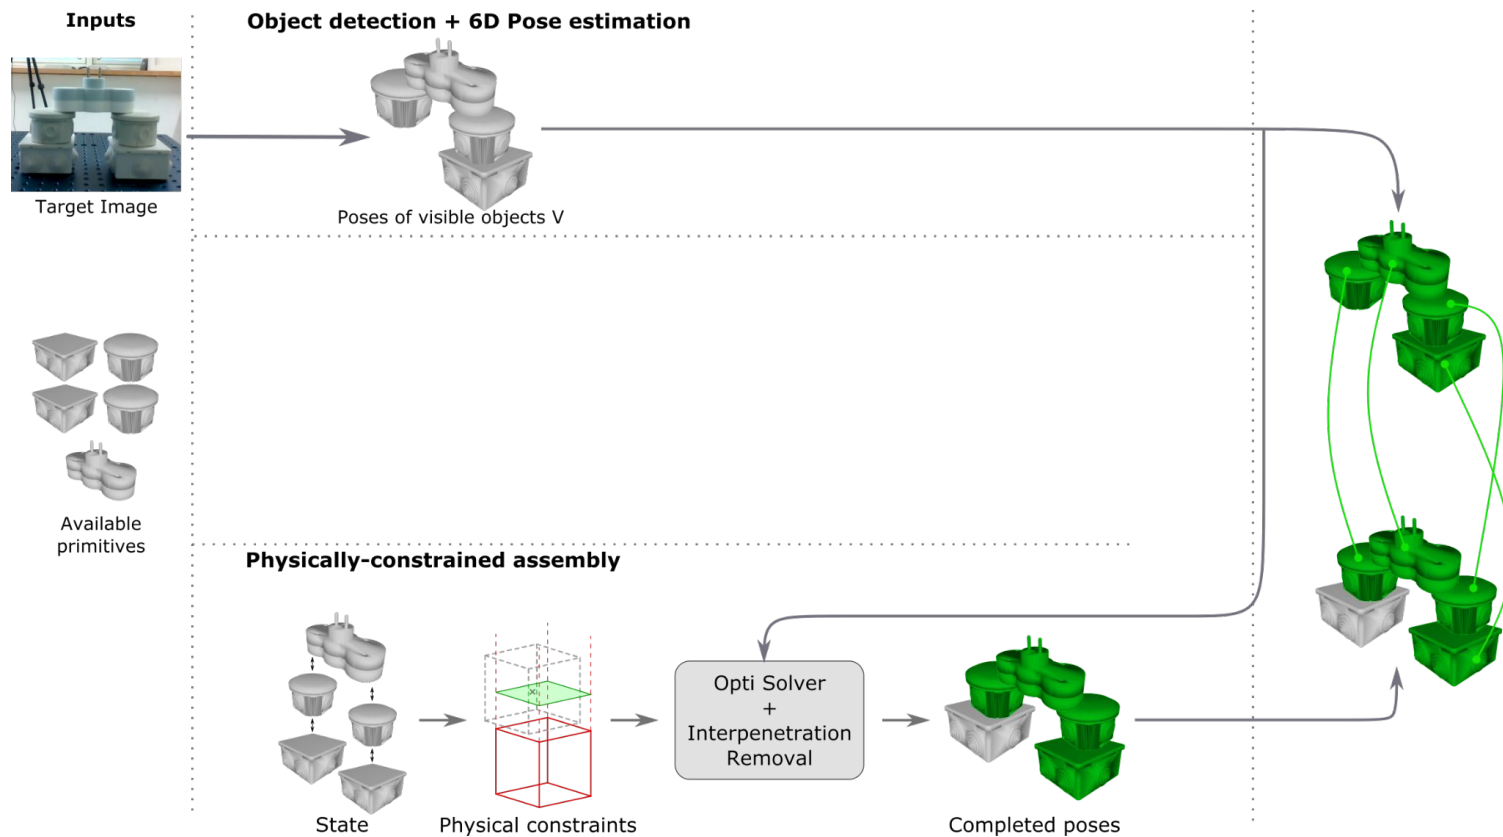 Inputs
Object detection + 6D Pose estimation
Target Image
Poses of visible objects V
Available
primitives
Physically-constrained assembly
Opti Solver
+
Interpenetration
Removal
State
Physical constraints
Completed poses